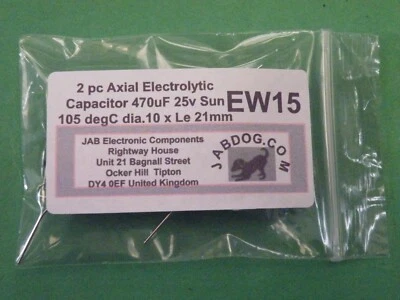 2 pc Axial Electrolytic
Capacitor 470uF 25v Sun
105 degC dia.10 x Le 21mm
EW15
JAB Electronic Components
Rightway House
Unit 21 Bagnall Street
Ocker Hill Tipton
DY4 0EF United Kingdom
JABDOG.COM